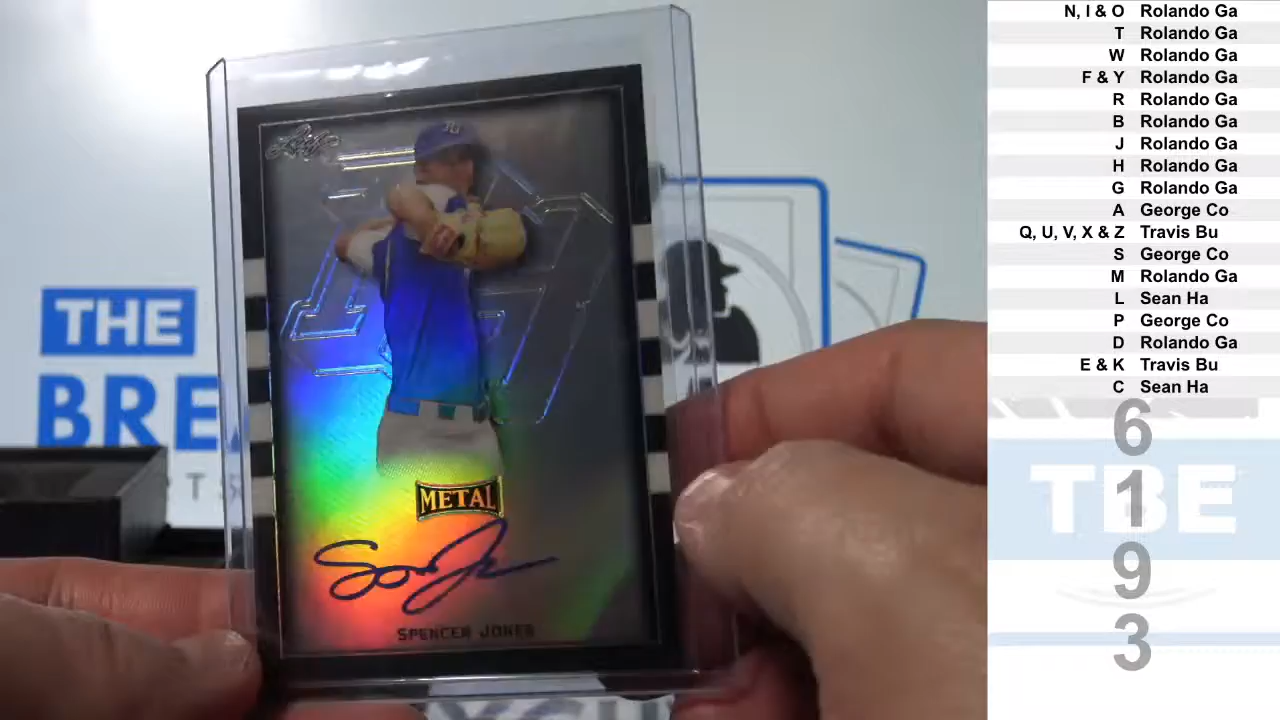 Leaf
METAL
SPENCER JONES
THE
BRE
N, I & O Rolando Ga
T Rolando Ga
W Rolando Ga
F & Y Rolando Ga
R Rolando Ga
B Rolando Ga
J Rolando Ga
H Rolando Ga
G Rolando Ga
A George Co
Q, U, V, X & Z Travis Bu
S George Co
M Rolando Ga
L Sean Ha
P George Co
D Rolando Ga
E & K Travis Bu
C Sean Ha
6
1
9
3
TBE